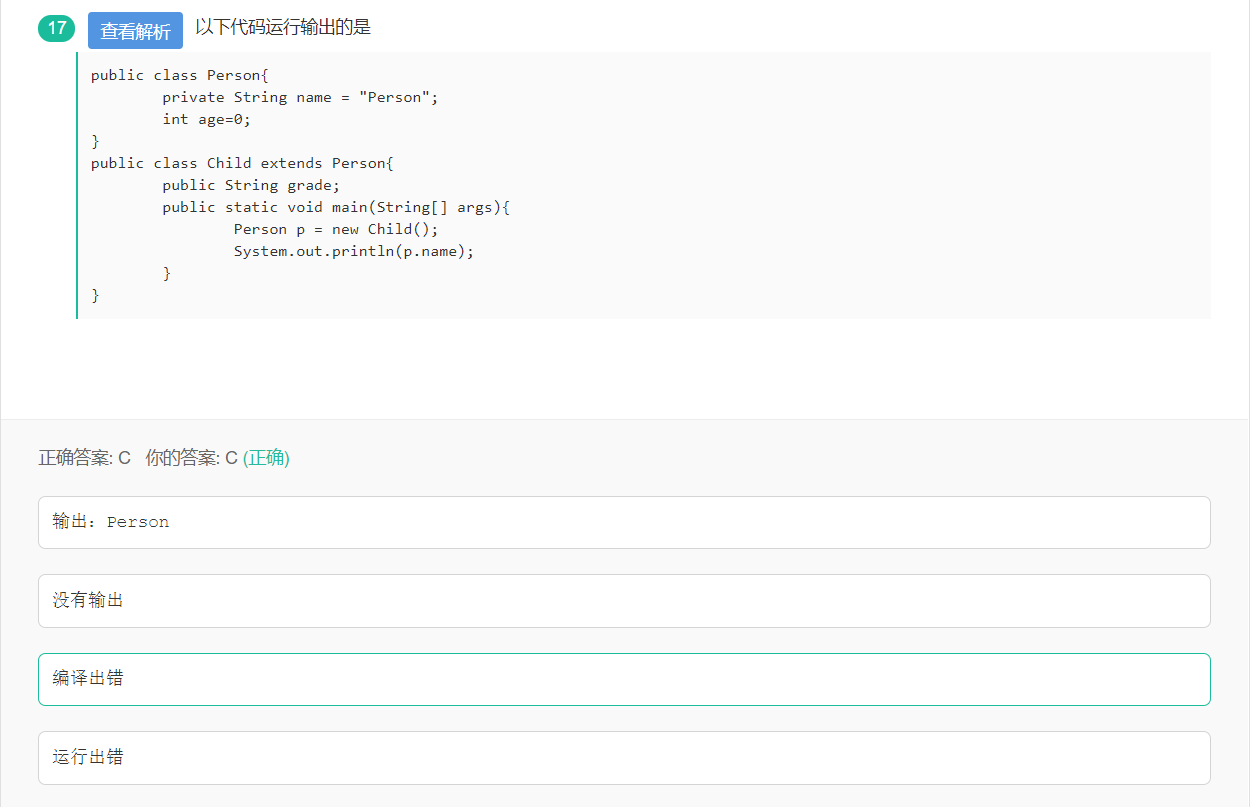 17 查看解析 以下代码运行输出的是
public class Person{
        private String name = "Person";
        int age=0;
}
public class Child extends Person{
        public String grade;
        public static void main(String[] args){
                Person p = new Child();
                System.out.println(p.name);
        }
}
正确答案: C 你的答案: C (正确)
输出：Person
没有输出
编译出错
运行出错